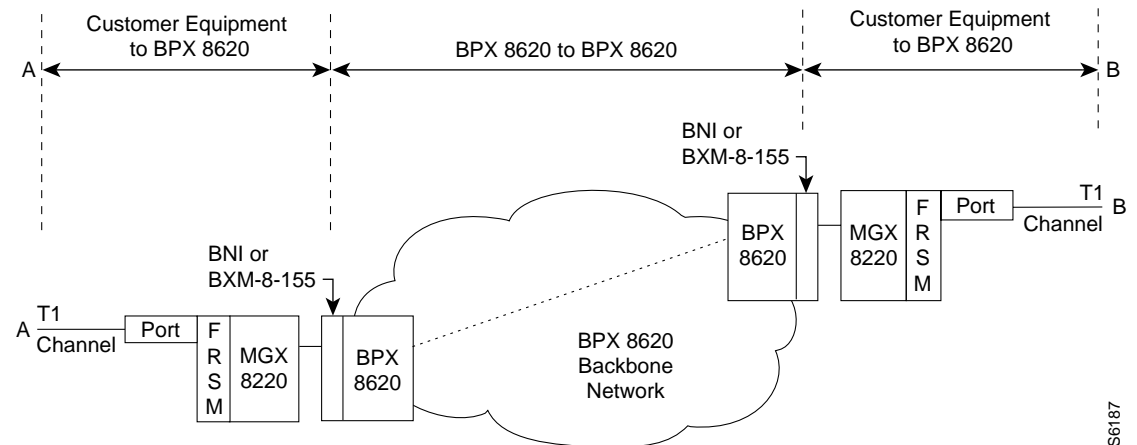 Customer Equipment
to BPX 8620
BPX 8620 to BPX 8620
Customer Equipment
to BPX 8620
A
B
BNI or
BXM-8-155
BPX
8620
MGX
8220
F
R
S
M
Port
T1
Channel
B
BNI or
BXM-8-155
A
T1
Channel
Port
F
R
S
M
MGX
8220
BPX
8620
BPX 8620
Backbone
Network
S6187